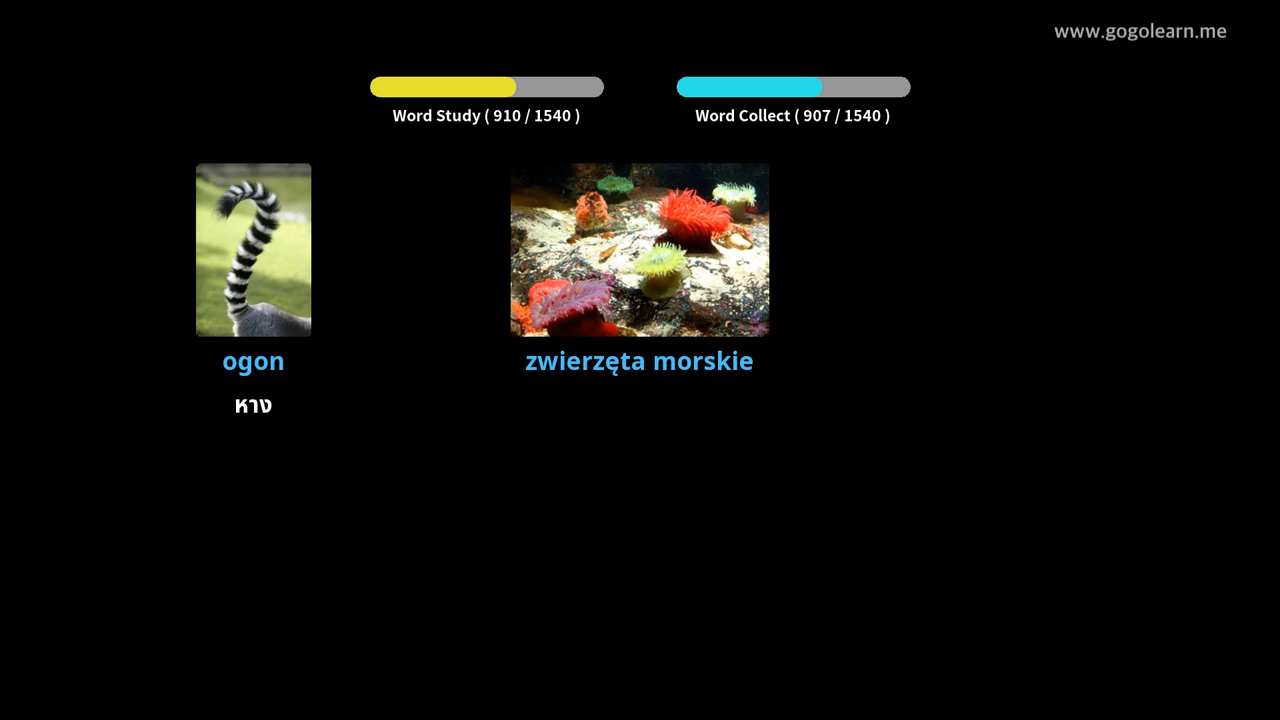 www.gogolearn.me
Word Study ( 910 / 1540 )
Word Collect ( 907 / 1540 )
ogon
zwierzęta morskie
หาง